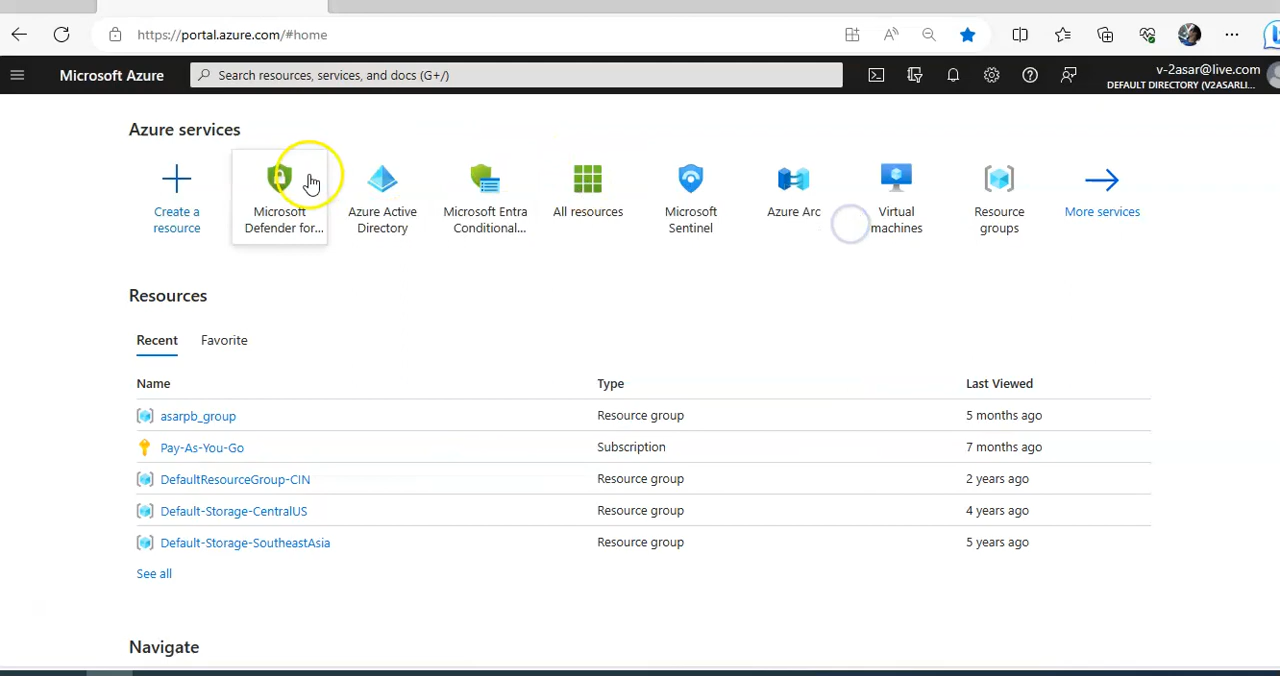 https://portal.azure.com/#home
Microsoft Azure
Search resources, services, and docs (G+/)
v-2asar@live.com
DEFAULT DIRECTORY (V2ASARLI...
Azure services
Create a resource
Microsoft Defender for...
Azure Active Directory
Microsoft Entra Conditional...
All resources
Microsoft Sentinel
Azure Arc
Virtual machines
Resource groups
More services
Resources
Recent Favorite
Name Type Last Viewed
asarpb_group Resource group 5 months ago
Pay-As-You-Go Subscription 7 months ago
DefaultResourceGroup-CIN Resource group 2 years ago
Default-Storage-CentralUS Resource group 4 years ago
Default-Storage-SoutheastAsia Resource group 5 years ago
See all
Navigate